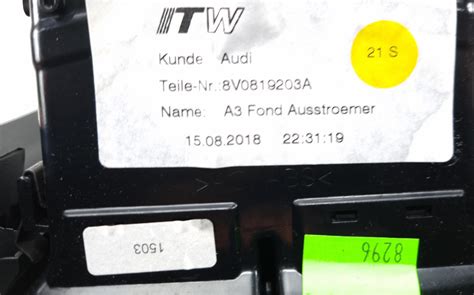 ITW
Kunde Audi
21 S
Teile-Nr.:8V0819203A
Name: A3 Fond Ausstroemer
15.08.2018 22:31:19
1503
8296